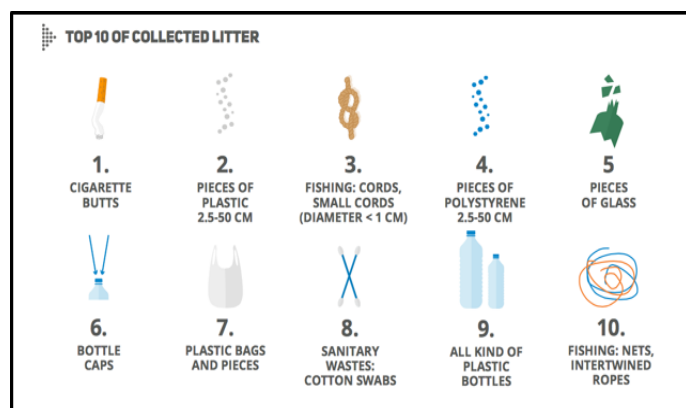 TOP 10 OF COLLECTED LITTER
1.
CIGARETTE
BUTTS
2.
PIECES OF
PLASTIC
2.5-50 CM
3.
FISHING: CORDS,
SMALL CORDS
(DIAMETER < 1 CM)
4.
PIECES OF
POLYSTYRENE
2.5-50 CM
5
PIECES
OF GLASS
6.
BOTTLE
CAPS
7.
PLASTIC BAGS
AND PIECES
8.
SANITARY
WASTES:
COTTON SWABS
9.
ALL KIND OF
PLASTIC
BOTTLES
10.
FISHING: NETS,
INTERTWINED
ROPES